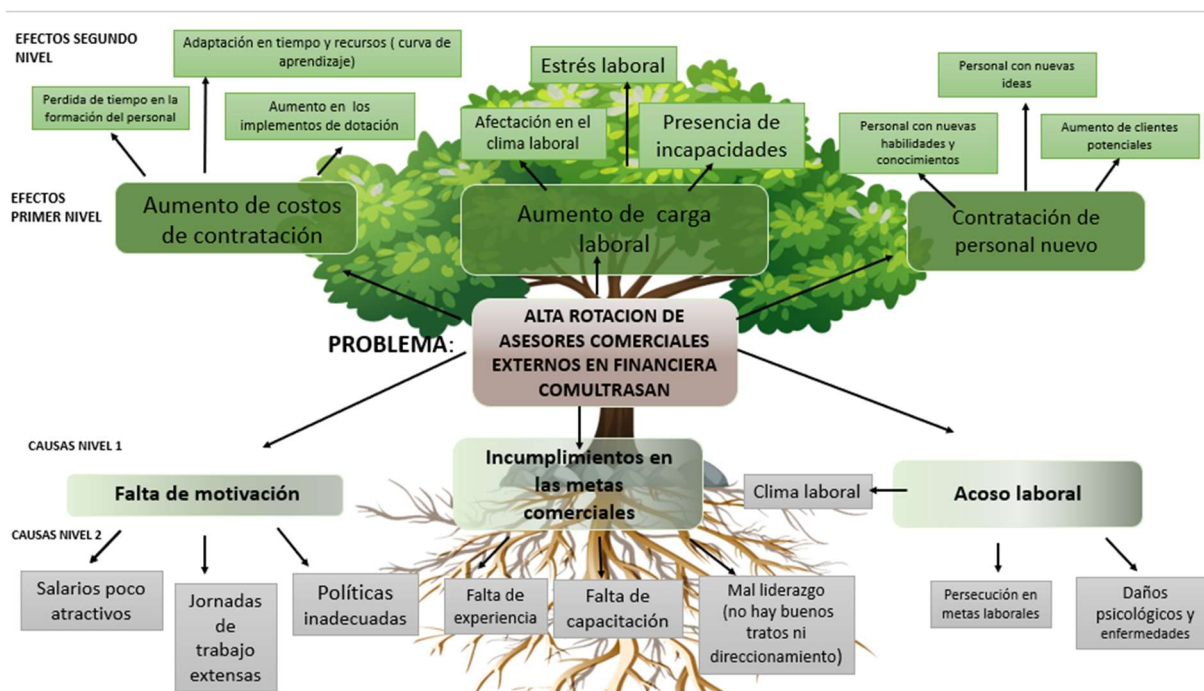 EFECTOS SEGUNDO
NIVEL
Adaptación en tiempo y recursos ( curva de
aprendizaje)
Perdida de tiempo en la
formación del personal
Aumento en los
implementos de dotación
Estrés laboral
Afectación en el
clima laboral
Presencia de
incapacidades
Personal con nuevas
ideas
Personal con nuevas
habilidades y
conocimientos
Aumento de clientes
potenciales
EFECTOS
PRIMER NIVEL
Aumento de costos
de contratación
Aumento de carga
laboral
Contratación de
personal nuevo
PROBLEMA:
ALTA ROTACION DE
ASESORES COMERCIALES
EXTERNOS EN FINANCIERA
COMULTRASAN
CAUSAS NIVEL 1
Falta de motivación
Incumplimientos en
las metas
comerciales
Clima laboral
Acoso laboral
CAUSAS NIVEL 2
Salarios poco
atractivos
Jornadas
de
trabajo
extensas
Políticas
inadecuadas
Falta de
experiencia
Falta de
capacitación
Mal liderazgo
(no hay buenos
tratos ni
direccionamiento)
Persecución en
metas laborales
Daños
psicológicos y
enfermedades